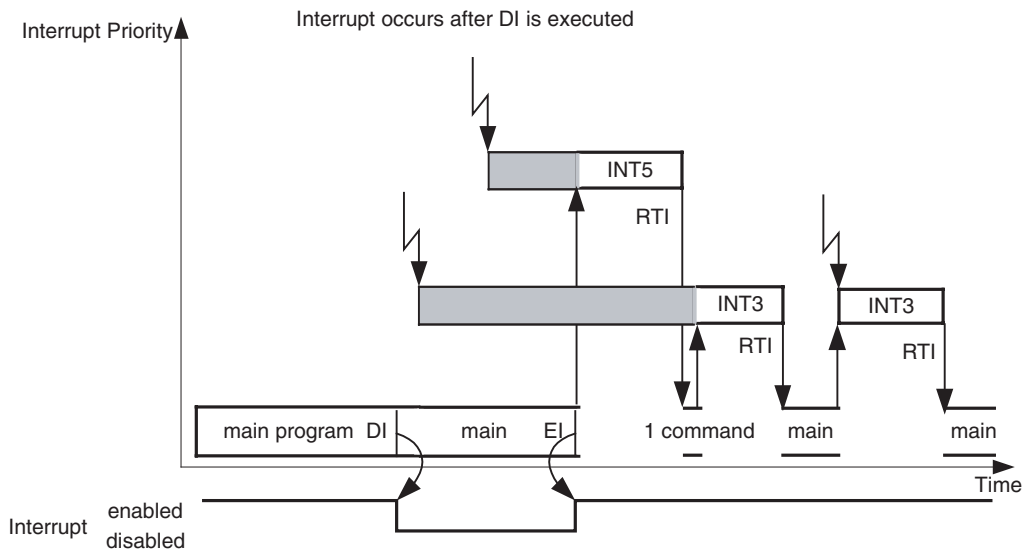 Interrupt occurs after DI is executed
Interrupt Priority
INT5
RTI
INT3
INT3
RTI
RTI
main program DI
main
EI
1 command
main
main
Time
Interrupt
enabled
disabled